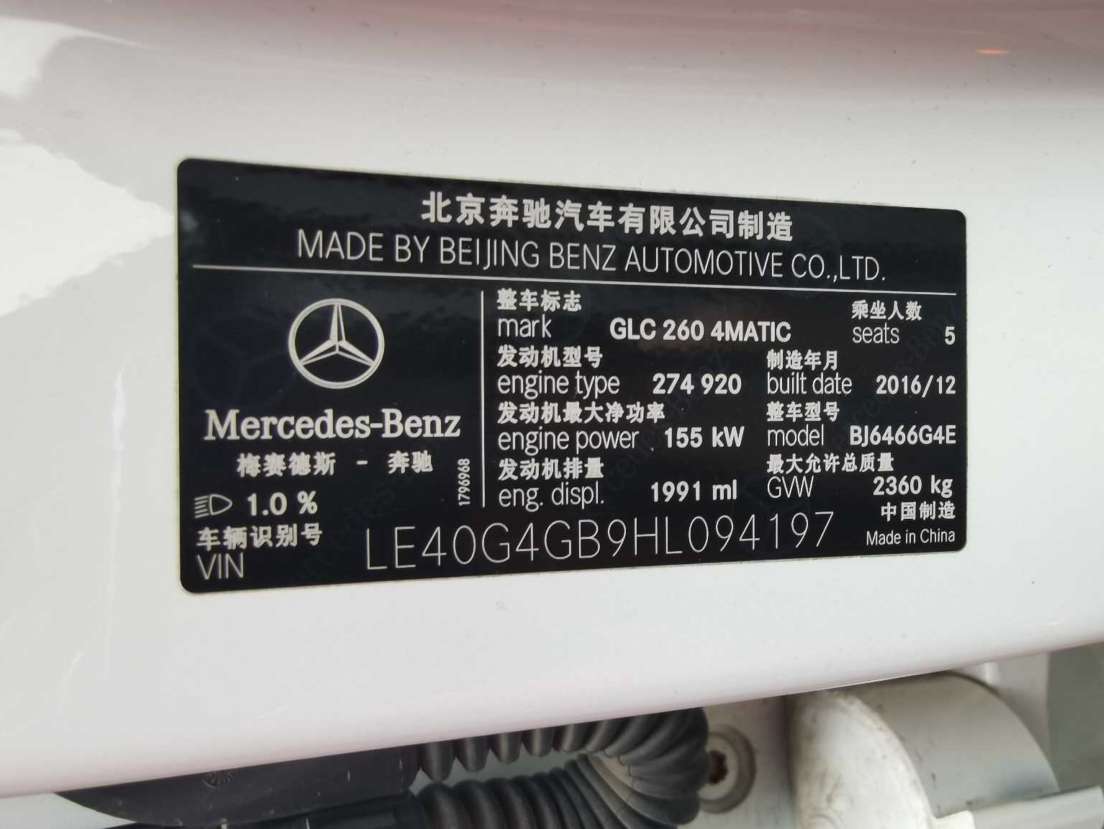 北京奔驰汽车有限公司制造
MADE BY BEIJING BENZ AUTOMOTIVE CO.,LTD.
Mercedes-Benz
梅赛德斯 - 奔驰
1.0 %
1796968
整车标志 乘坐人数
mark GLC 260 4MATIC seats 5
发动机型号 制造年月
engine type 274 920 built date 2016/12
发动机最大净功率 整车型号
engine power 155 kW model BJ6466G4E
发动机排量 最大允许总质量
eng. displ. 1991 ml GVW 2360 kg
中国制造
Made in China
车辆识别号
VIN LE40G4GB9HL094197